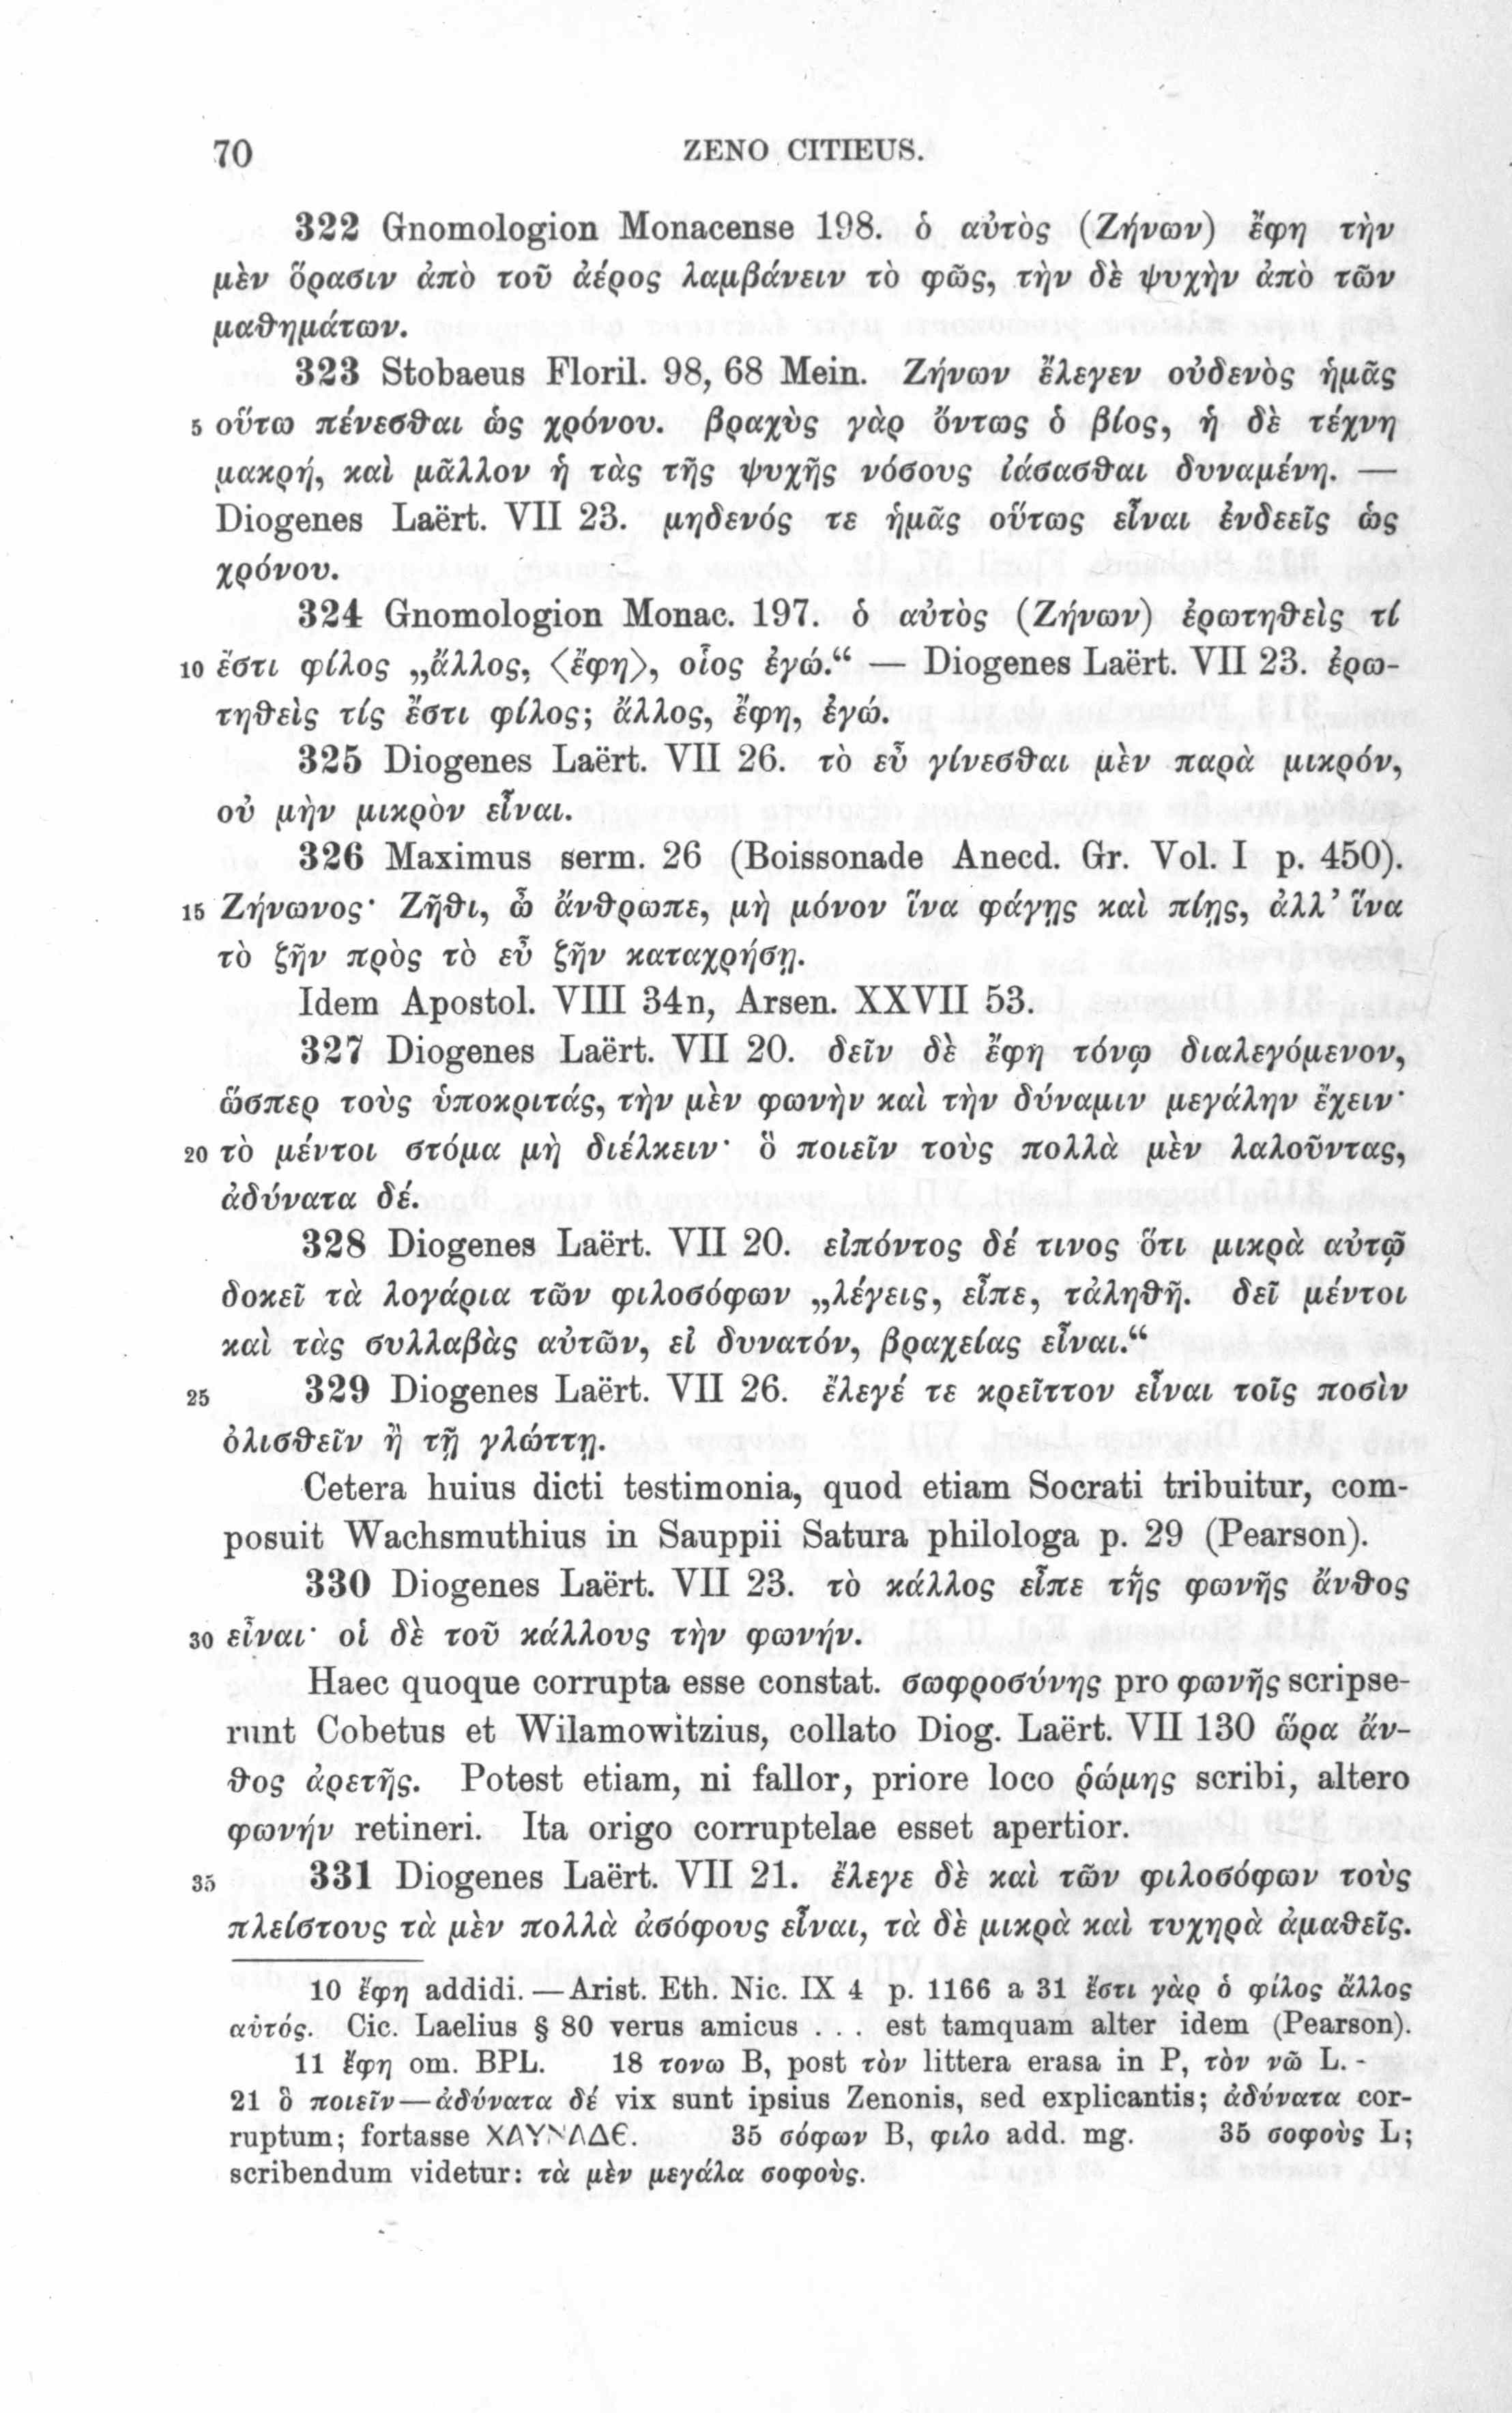 70 ZENO CITIEUS.
322 Gnomologion Monacense 198. ὁ αὐτὸς (Ζήνων) ἔφη τὴν
μὲν ὅρασιν ἀπὸ τοῦ ἀέρος λαμβάνειν τὸ φῶς, τὴν δὲ ψυχὴν ἀπὸ τῶν
μαθημάτων.
323 Stobaeus Floril. 98, 68 Mein. Ζήνων ἔλεγεν οὐδενὸς ἡμᾶς
5 οὕτω πένεσθαι ὡς χρόνου. βραχὺς γὰρ ὄντως ὁ βίος, ἡ δὲ τέχνη
μακρή, καὶ μᾶλλον ἡ τὰς τῆς ψυχῆς νόσους ἰάσασθαι δυναμένη. —
Diogenes Laërt. VII 23. μηδενός τε ἡμᾶς οὕτως εἶναι ἐνδεεῖς ὡς
χρόνου.
324 Gnomologion Monac. 197. ὁ αὐτὸς (Ζήνων) ἐρωτηθεὶς τί
10 ἔστι φίλος „ἄλλος, <ἔφη>, οἷος ἐγώ.“ — Diogenes Laërt. VII 23. ἐρω-
τηθεὶς τίς ἔστι φίλος; ἄλλος, ἔφη, ἐγώ.
325 Diogenes Laërt. VII 26. τὸ εὖ γίνεσθαι μὲν παρὰ μικρόν,
οὐ μὴν μικρὸν εἶναι.
326 Maximus serm. 26 (Boissonade Anecd. Gr. Vol. I p. 450).
15 Ζήνωνος· Ζῆθι, ὦ ἄνθρωπε, μὴ μόνον ἵνα φάγῃς καὶ πίῃς, ἀλλ’ ἵνα
τὸ ζῆν πρὸς τὸ εὖ ζῆν καταχρήσῃ.
Idem Apostol. VIII 34n, Arsen. XXVII 53.
327 Diogenes Laërt. VII 20. δεῖν δὲ ἔφη τόνῳ διαλεγόμενον,
ὥσπερ τοὺς ὑποκριτάς, τὴν μὲν φωνὴν καὶ τὴν δύναμιν μεγάλην ἔχειν·
20 τὸ μέντοι στόμα μὴ διέλκειν· ὃ ποιεῖν τοὺς πολλὰ μὲν λαλοῦντας,
ἀδύνατα δέ.
328 Diogenes Laërt. VII 20. εἰπόντος δέ τινος ὅτι μικρὰ αὐτῷ
δοκεῖ τὰ λογάρια τῶν φιλοσόφων „λέγεις, εἶπε, τἀληθῆ. δεῖ μέντοι
καὶ τὰς συλλαβὰς αὐτῶν, εἰ δυνατόν, βραχείας εἶναι.“
25 329 Diogenes Laërt. VII 26. ἔλεγέ τε κρεῖττον εἶναι τοῖς ποσὶν
ὀλισθεῖν ἢ τῇ γλώττῃ.
Cetera huius dicti testimonia, quod etiam Socrati tribuitur, com-
posuit Wachsmuthius in Sauppii Satura philologa p. 29 (Pearson).
330 Diogenes Laërt. VII 23. τὸ κάλλος εἶπε τῆς φωνῆς ἄνθος
30 εἶναι· οἱ δὲ τοῦ κάλλους τὴν φωνήν.
Haec quoque corrupta esse constat. σωφροσύνης pro φωνῆς scripse-
runt Cobetus et Wilamowitzius, collato Diog. Laërt. VII 130 ὥρα ἄν-
θος ἀρετῆς. Potest etiam, ni fallor, priore loco ῥώμης scribi, altero
φωνήν retineri. Ita origo corruptelae esset apertior.
35 331 Diogenes Laërt. VII 21. ἔλεγε δὲ καὶ τῶν φιλοσόφων τοὺς
πλείστους τὰ μὲν πολλὰ ἀσόφους εἶναι, τὰ δὲ μικρὰ καὶ τυχηρὰ ἀμαθεῖς.
10 ἔφη addidi. — Arist. Eth. Nic. IX 4 p. 1166 a 31 ἔστι γὰρ ὁ φίλος ἄλλος
αὐτός. Cic. Laelius § 80 verus amicus . . . est tamquam alter idem (Pearson).
11 ἔφη om. BPL. 18 τονω B, post τὸν littera erasa in P, τὸν νῶ L. -
21 ὃ ποιεῖν—ἀδύνατα δέ vix sunt ipsius Zenonis, sed explicantis; ἀδύνατα cor-
ruptum; fortasse ΧΑΥΝΑΔΕ. 35 σόφων B, φιλο add. mg. 35 σοφοὺς L;
scribendum videtur: τὰ μὲν μεγάλα σοφοὺς.